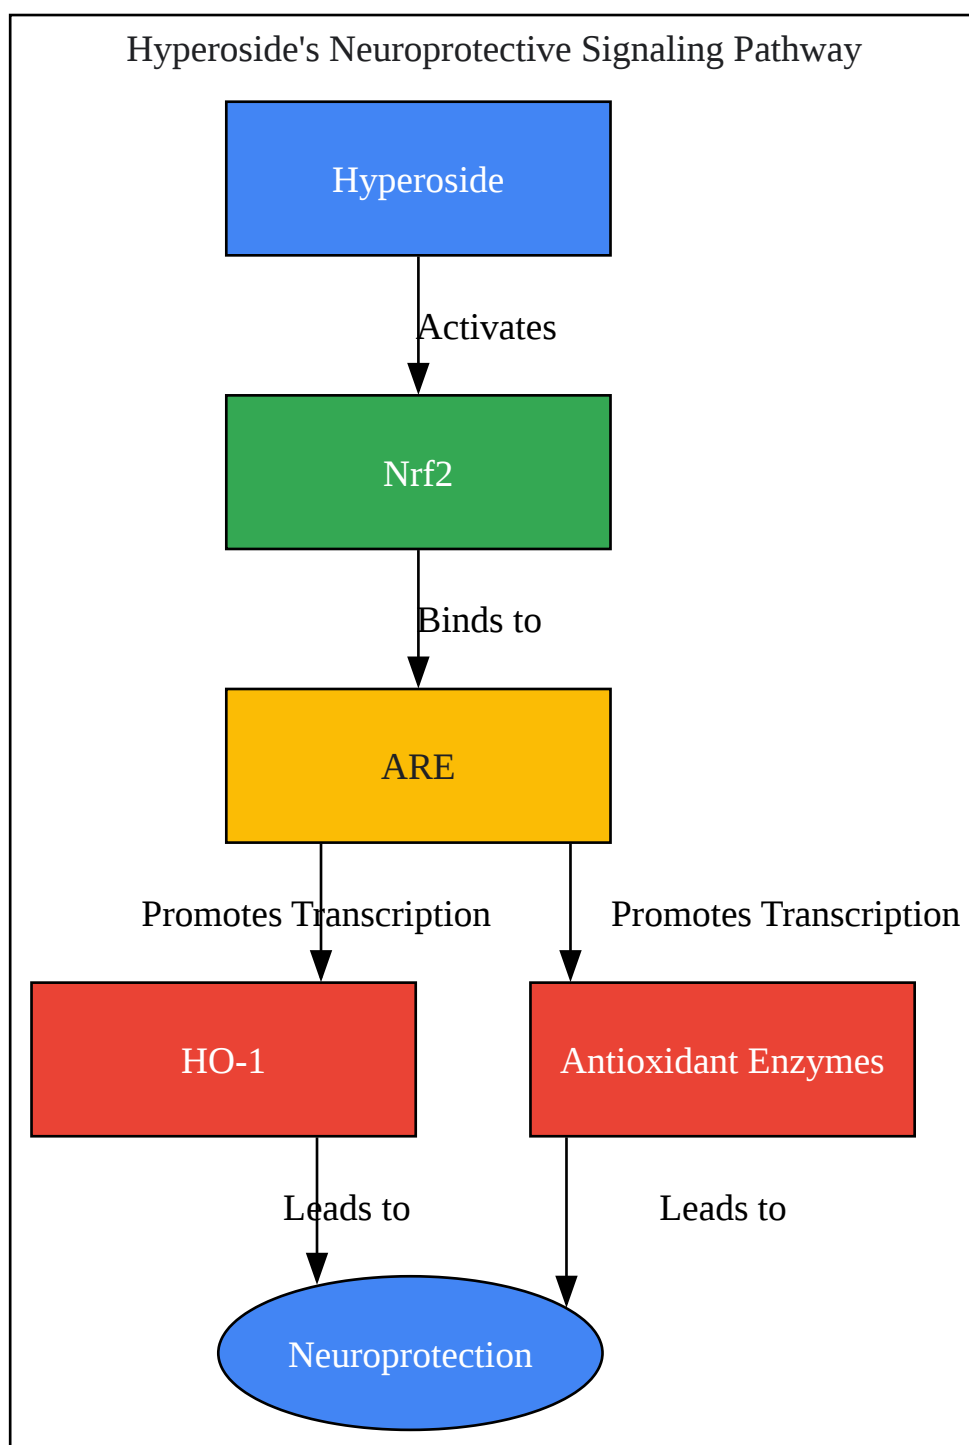 Hyperoside's Neuroprotective Signaling Pathway
Hyperoside
Activates
Nrf2
Binds to
ARE
Promotes Transcription
Promotes Transcription
HO-1
Antioxidant Enzymes
Leads to
Leads to
Neuroprotection